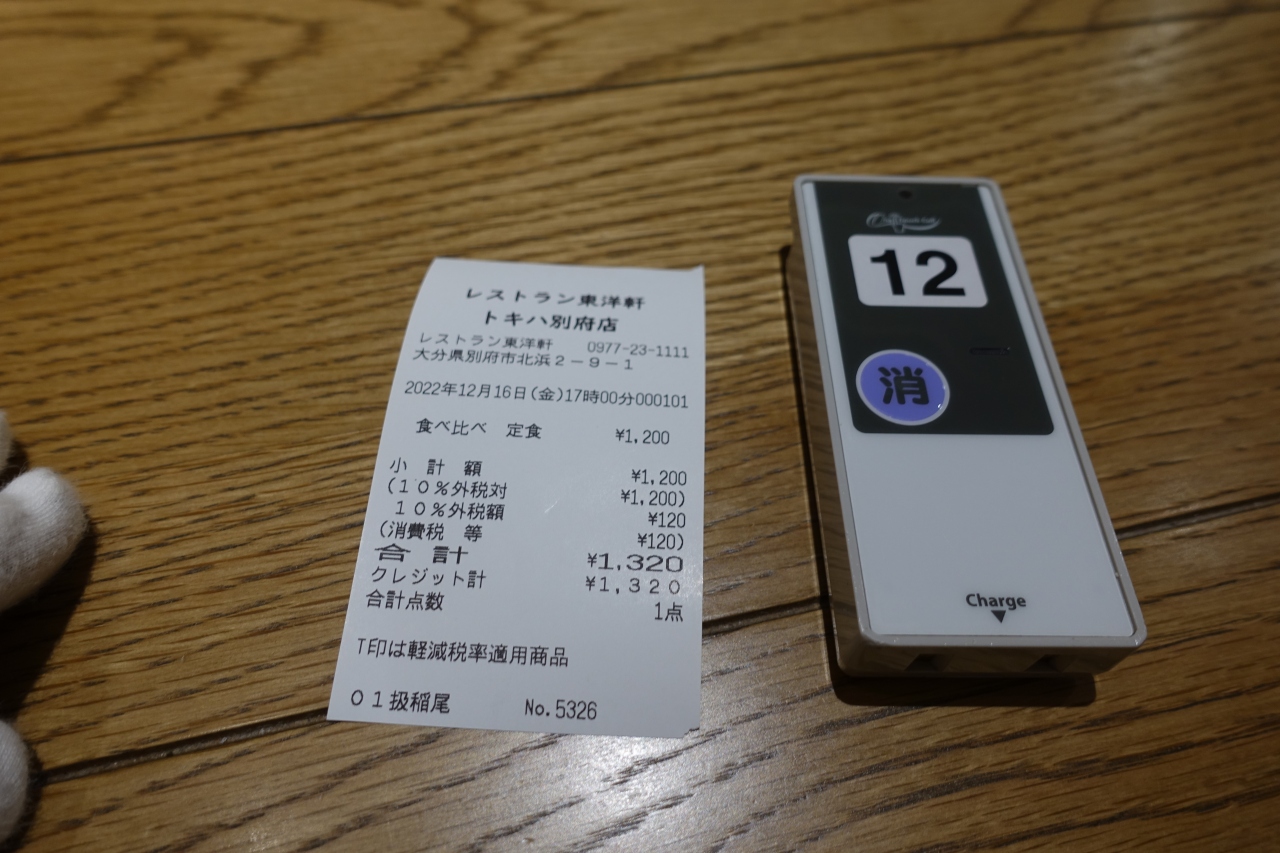 レストラン東洋軒
トキハ別府店
レストラン東洋軒 0977-23-1111
大分県別府市北浜2-9-1
2022年12月16日(金)17時00分000101
食べ比べ 定食 ¥1,200
小計額 ¥1,200
(10%外税対 ¥1,200)
10%外税額 ¥120
(消費税 等 ¥120)
合計 ¥1,320
クレジット計 ¥1,320
合計点数 1点
T印は軽減税率適用商品
01扱稲尾 No.5326
12
消
Charge